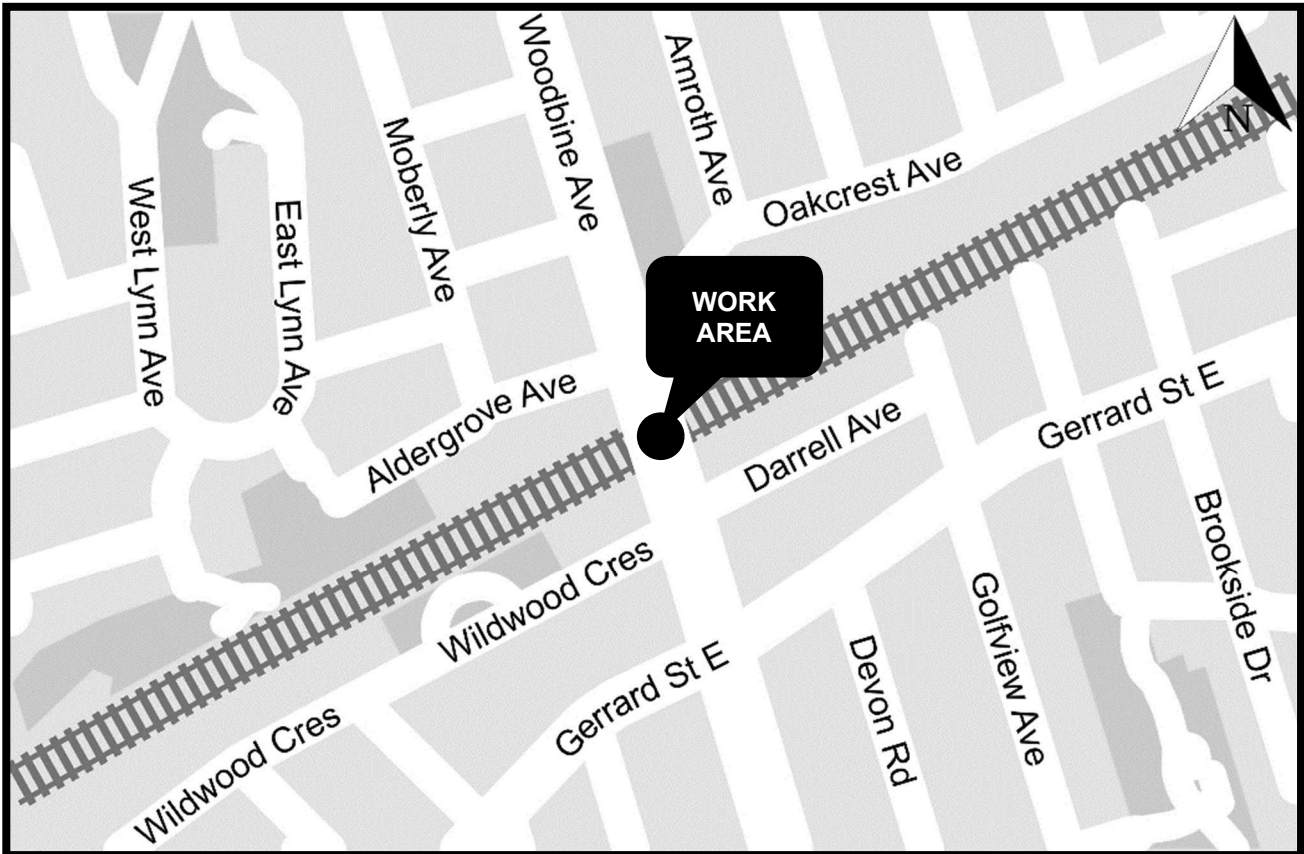 Woodbine Ave
Amroth Ave
N
Moberly Ave
Oakcrest Ave
West Lynn Ave
East Lynn Ave
WORK
AREA
Aldergrove Ave
Darrell Ave
Gerrard St E
Brookside Dr
Wildwood Cres
Golfview Ave
Devon Rd
Gerrard St E
Wildwood Cres